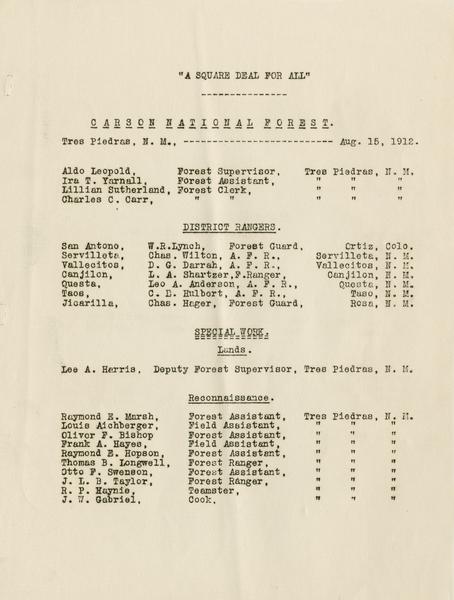 "A SQUARE DEAL FOR ALL"
---------------
CARSON NATIONAL FOREST.
Tres Piedras, N. M., -------------------------- Aug. 15, 1912.
Aldo Leopold, Forest Supervisor, Tres Piedras, N. M.
Ira T. Yarnall, Forest Assistant, " " "
Lillian Sutherland, Forest Clerk, " " "
Charles C. Carr, " " " " "
DISTRICT RANGERS.
San Antono, W.R.Lynch, Forest Guard, Ortiz, Colo.
Servilleta, Chas. Wilton, A. F. R., Servilleta, N. M.
Vallecitos, D. G. Darrah, A. F. R., Vallecitos, N. M.
Canjilon, L. A. Shartzer,F.Ranger, Canjilon, N. M.
Questa, Leo A. Anderson, A. F. R., Questa, N. M.
Taos, C. B. Hulbert, A. F. R., Taso, N. M.
Jicarilla, Chas. Hager, Forest Guard, Rosa, N. M.
SPECIAL WORK.
Lands.
Lee A. Harris, Deputy Forest Supervisor, Tres Piedras, N. M.
Reconnaissance.
Raymond E. Marsh, Forest Assistant, Tres Piedras, N. M.
Louis Aichberger, Field Assistant, " " "
Olivor F. Bishop Forest Assistant, " " "
Frank A. Hayes, Field Assistant, " " "
Raymond E. Hopson, Forest Assistant, " " "
Thomas B. Longwell, Forest Ranger, " " "
Otto F. Swenson, Forest Assistant, " " "
J. L. B. Taylor, Forest Ranger, " " "
R. P. Haynie, Teamster, " " "
J. W. Gabriel, Cook, " " "